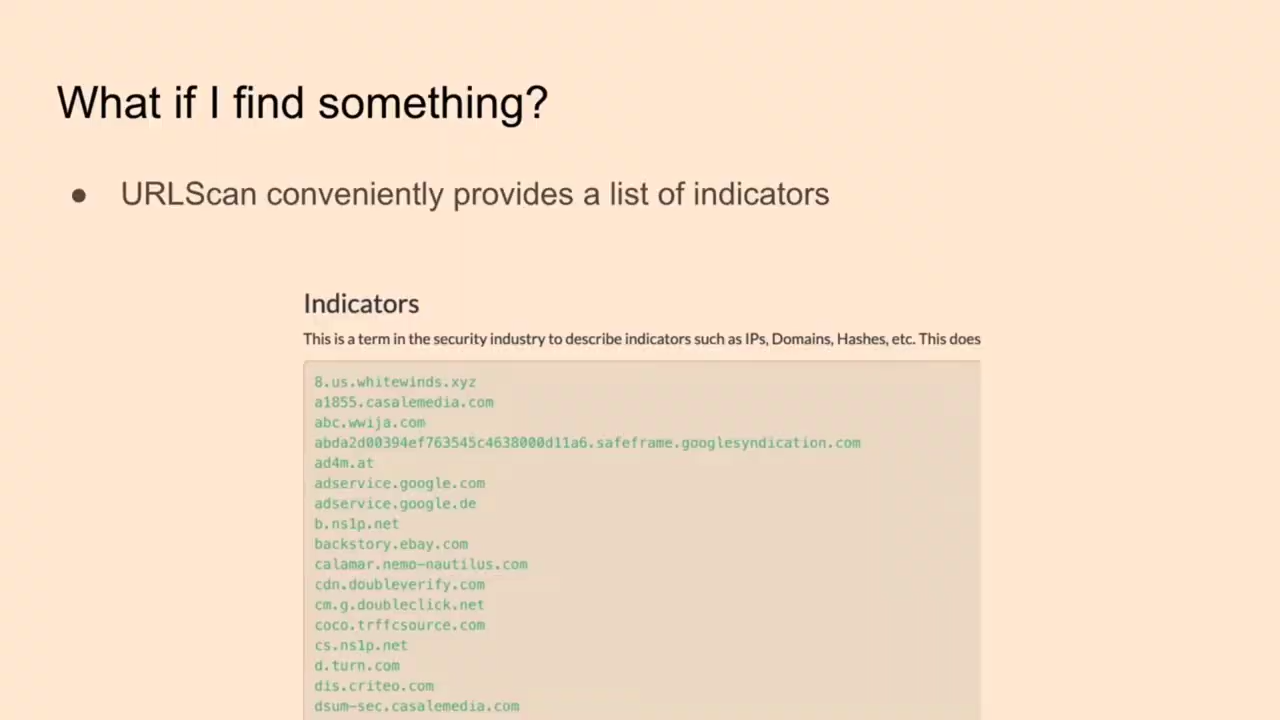 What if I find something?
● URLScan conveniently provides a list of indicators
Indicators
This is a term in the security industry to describe indicators such as IPs, Domains, Hashes, etc. This does
8.us.whitewinds.xyz
a1855.casalemedia.com
abc.wwija.com
abda2d00394ef763545c4638000d11a6.safeframe.googlesyndication.com
ad4m.at
adservice.google.com
adservice.google.de
b.ns1p.net
backstory.ebay.com
calamar.nemo-nautilus.com
cdn.doubleverify.com
cm.g.doubleclick.net
coco.trffcsource.com
cs.ns1p.net
d.turn.com
dis.criteo.com
dsum-sec.casalemedia.com